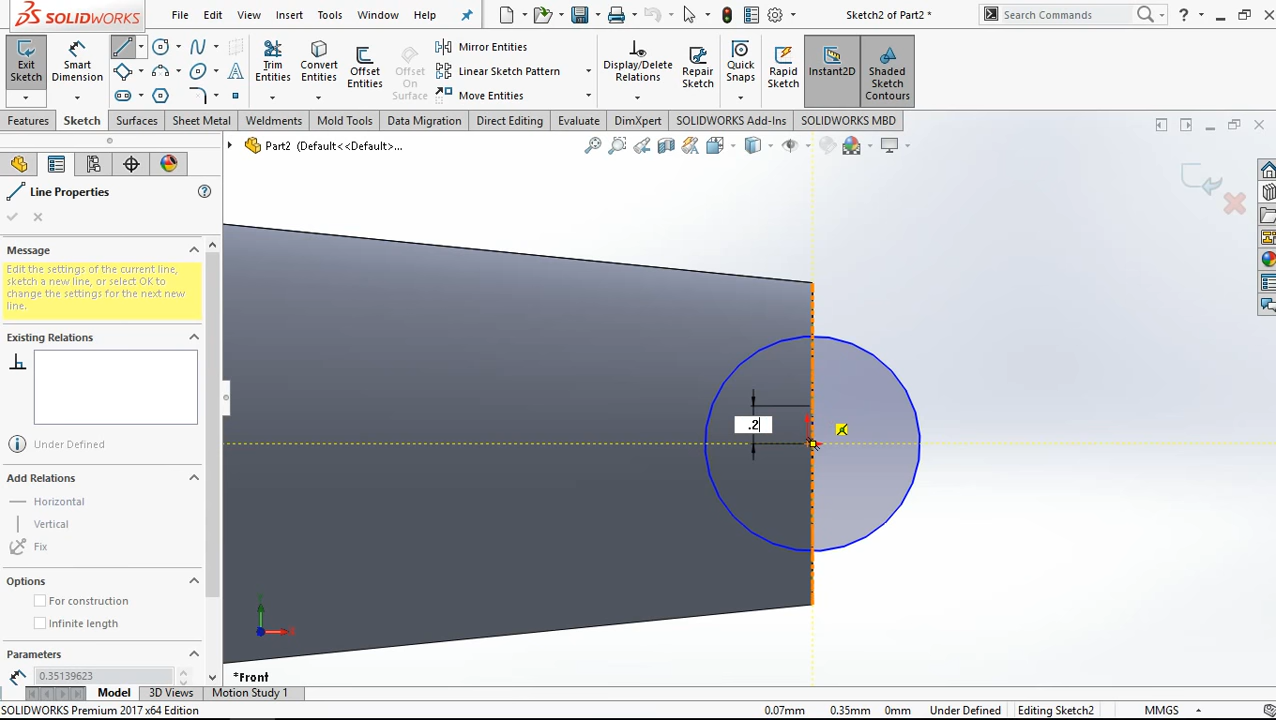 SOLIDWORKS File Edit View Insert Tools Window Help Sketch2 of Part2 * Search Commands ?
Exit Sketch
Smart Dimension
Trim Entities
Convert Entities
Offset Entities
Offset On Surface
Mirror Entities
Linear Sketch Pattern
Move Entities
Display/Delete Relations
Repair Sketch
Quick Snaps
Rapid Sketch
Instant2D
Shaded Sketch Contours
Features Sketch Surfaces Sheet Metal Weldments Mold Tools Data Migration Direct Editing Evaluate DimXpert SOLIDWORKS Add-Ins SOLIDWORKS MBD
Part2 (Default<<Default>...
Line Properties
Message
Edit the settings of the current line,
sketch a new line, or select OK to
change the settings for the next new
line.
Existing Relations
Under Defined
Add Relations
Horizontal
Vertical
Fix
Options
For construction
Infinite length
Parameters
0.35139623
.2
Y
X
*Front
Model 3D Views Motion Study 1
SOLIDWORKS Premium 2017 x64 Edition 0.07mm 0.35mm 0mm Under Defined Editing Sketch2 MMGS